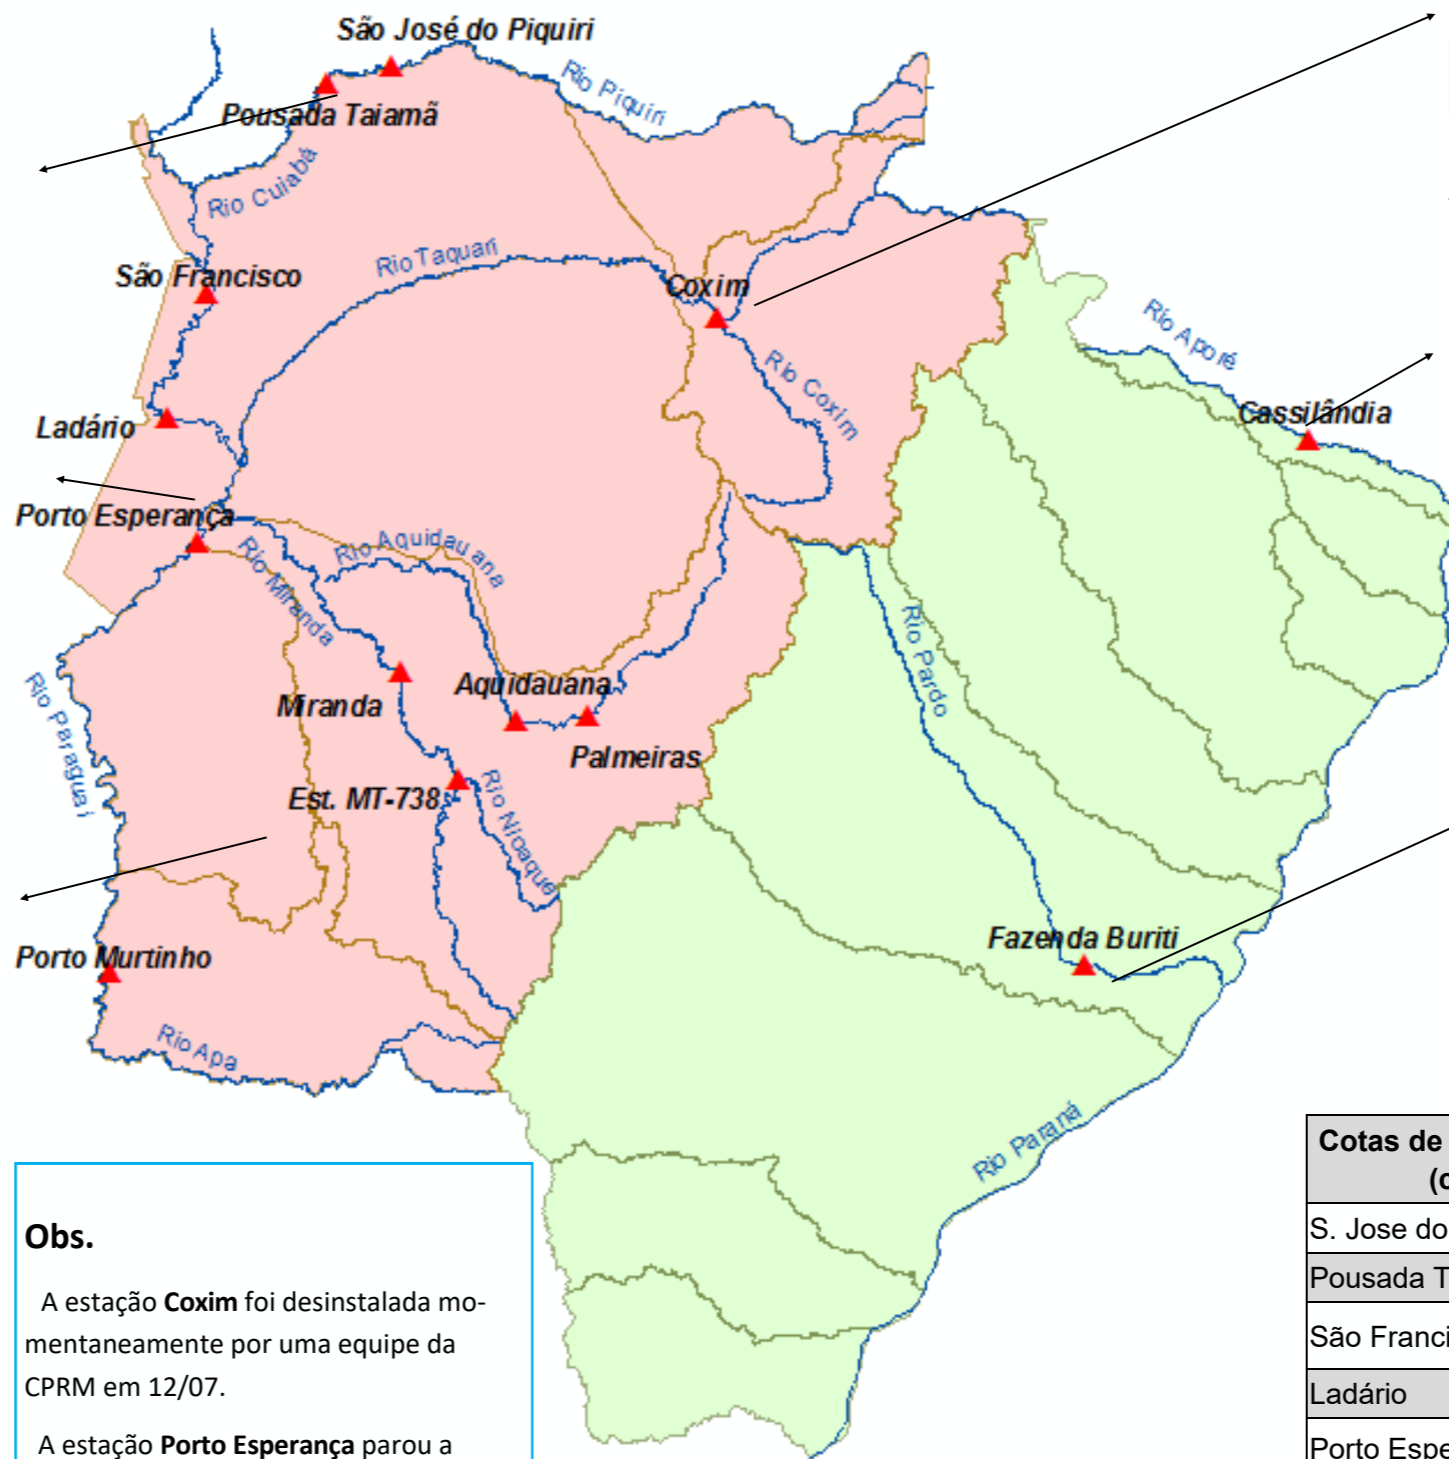 São José do Piquiri
Rio Piquiri
Pousada Taiamã
Rio Cuiabá
Rio Taquari
São Francisco
Coxim
Rio Aporé
Rio Coxim
Cassilândia
Ladário
Porto Esperança
Rio Aquidauana
Rio Miranda
Rio Pardo
Rio Paraguai
Aquidauana
Miranda
Palmeiras
Est. MT-738
Rio Nioaque
Fazenda Buriti
Porto Murtinho
Rio Apa
Rio Paraná
Obs.
A estação Coxim foi desinstalada mo-
mentaneamente por uma equipe da
CPRM em 12/07.
A estação Porto Esperança parou a
Cotas de
(c
S. Jose do
Pousada T
São Franci
Ladário
Porto Espe